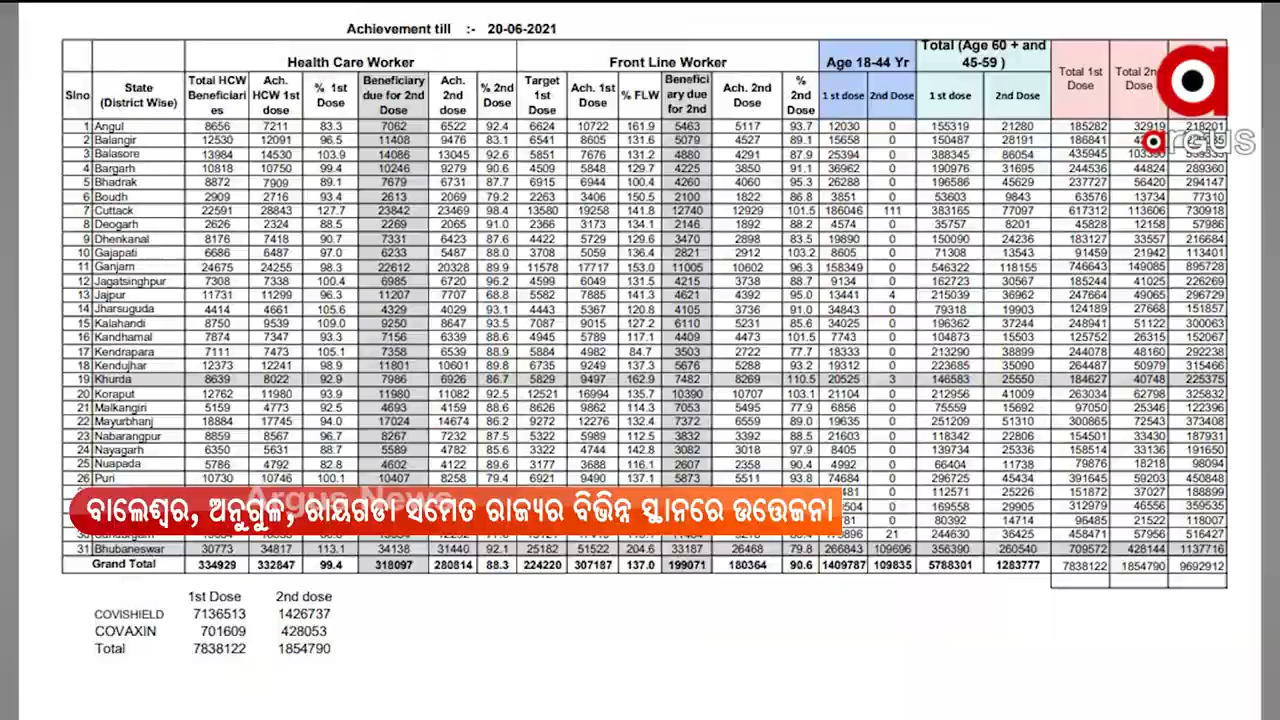 Achievement till :- 20-06-2021
Health Care Worker Front Line Worker Age 18-44 Yr Total (Age 60 + and 45-59 )
Slno State (District Wise) Total HCW Beneficiaries Ach. HCW 1st dose % 1st Dose Beneficiary due for 2nd Dose Ach. 2nd dose % 2nd Dose Target 1st Dose Ach. 1st Dose % FLW Beneficiary due for 2nd Ach. 2nd Dose % 2nd Dose 1 st dose 2nd Dose 1st dose 2nd Dose Total 1st Dose Total 2nd Dose
1 Angul 8656 7211 83.3 7062 6522 92.4 6624 10722 161.9 5463 5117 93.7 12030 0 155319 21280 185282 32919 218201
2 Balangir 12530 12091 96.5 11408 9476 83.1 6541 8605 131.6 5079 4527 89.1 15658 0 150487 28191 186841
3 Balasore 13984 14530 103.9 14086 13045 92.6 5851 7676 131.2 4880 4291 87.9 25394 0 388345 86054 435945
4 Bargarh 10818 10750 99.4 10246 9279 90.6 4509 5848 129.7 4225 3850 91.1 36962 0 190976 31695 244536 44824 289360
5 Bhadrak 8872 7909 89.1 7679 6731 87.7 6915 6944 100.4 4260 4060 95.3 26288 0 196586 45629 237727 56420 294147
6 Boudh 2909 2716 93.4 2613 2069 79.2 2263 3406 150.5 2100 1822 86.8 3851 0 53603 9843 63576 13734 77310
7 Cuttack 22591 28843 127.7 23842 23469 98.4 13580 19258 141.8 12740 12929 101.5 186046 111 383165 77097 617312 113606 730918
8 Deogarh 2626 2324 88.5 2269 2065 91.0 2366 3173 134.1 2146 1892 88.2 4574 0 35757 8201 45828 12158 57986
9 Dhenkanal 8176 7418 90.7 7331 6423 87.6 4422 5729 129.6 3470 2898 83.5 19890 0 150090 24236 183127 33557 216684
10 Gajapati 6686 6487 97.0 6233 5487 88.0 3708 5059 136.4 2821 2912 103.2 8605 0 71308 13543 91459 21942 113401
11 Ganjam 24675 24255 98.3 22612 20328 89.9 11578 17717 153.0 11005 10602 96.3 158349 0 546322 118155 746643 149085 895728
12 Jagatsinghpur 7308 7338 100.4 6985 6720 96.2 4599 6049 131.5 4215 3738 88.7 9134 0 162723 30567 185244 41025 226269
13 Jajpur 11731 11299 96.3 11207 7707 68.8 5582 7885 141.3 4621 4392 95.0 13441 4 215039 36962 247664 49065 296729
14 Jharsuguda 4414 4661 105.6 4329 4029 93.1 4443 5367 120.8 4105 3736 91.0 34843 0 79318 19903 124189 27668 151857
15 Kalahandi 8750 9539 109.0 9250 8647 93.5 7087 9015 127.2 6110 5231 85.6 34025 0 196362 37244 248941 51122 300063
16 Kandhamal 7874 7347 93.3 7156 6339 88.6 4945 5789 117.1 4409 4473 101.5 7743 0 104873 15503 125752 26315 152067
17 Kendrapara 7111 7473 105.1 7358 6539 88.9 5884 4982 84.7 3503 2722 77.7 18333 0 213290 38899 244078 48160 292238
18 Kendujhar 12373 12241 98.9 11801 10601 89.8 6735 9249 137.3 5676 5288 93.2 19312 0 223685 35090 264487 50979 315466
19 Khurda 8639 8022 92.9 7986 6926 86.7 5829 9497 162.9 7482 8269 110.5 20525 3 146583 25550 184627 40748 225375
20 Koraput 12762 11980 93.9 11980 11082 92.5 12521 16994 135.7 10390 10707 103.1 21104 0 212956 41009 263034 62798 325832
21 Malkangiri 5159 4773 92.5 4693 4159 88.6 8626 9862 114.3 7053 5495 77.9 6856 0 75559 15692 97050 25346 122396
22 Mayurbhanj 18884 17745 94.0 17024 14674 86.2 9272 12276 132.4 7372 6559 89.0 19635 0 251209 51310 300865 72543 373408
23 Nabarangpur 8859 8567 96.7 8267 7232 87.5 5322 5989 112.5 3832 3392 88.5 21603 0 118342 22806 154501 33430 187931
24 Nayagarh 6350 5631 88.7 5589 4782 85.6 3322 4744 142.8 3082 3018 97.9 8405 0 139734 25336 158514 33136 191650
25 Nuapada 5786 4792 82.8 4602 4122 89.6 3177 3688 116.1 2607 2358 90.4 4992 0 66404 11738 79876 18218 98094
26 Puri 10730 10746 100.1 10407 8258 79.4 6921 9490 137.1 5873 5511 93.8 74684 0 296725 45434 391645 59203 450848
0 112571 25226 151872 37027 188899
0 169558 29905 317971 46556 359535
0 80392 14714 96485 21522 118007
21 244630 36425 458471 57956 516427
31 Bhubaneswar 30773 34817 113.1 34138 31440 92.1 25182 51522 204.6 33187 26468 79.8 266843 109696 356390 260540 709572 428144 1137716
Grand Total 334929 332847 99.4 318097 280814 88.3 224220 307187 137.0 199071 180364 90.6 1409787 109835 5788301 1283777 7838122 1854790 9692912
1st Dose 2nd dose
COVISHIELD 7136513 1426737
COVAXIN 701609 428053
Total 7838122 1854790
argus
Argus News
ବାଲେଶ୍ୱର, ଅନୁଗୁଳ, ରାୟଗଡା ସମେତ ରାଜ୍ୟର ବିଭିନ୍ନ ସ୍ଥାନରେ ଉତ୍ତେଜନା